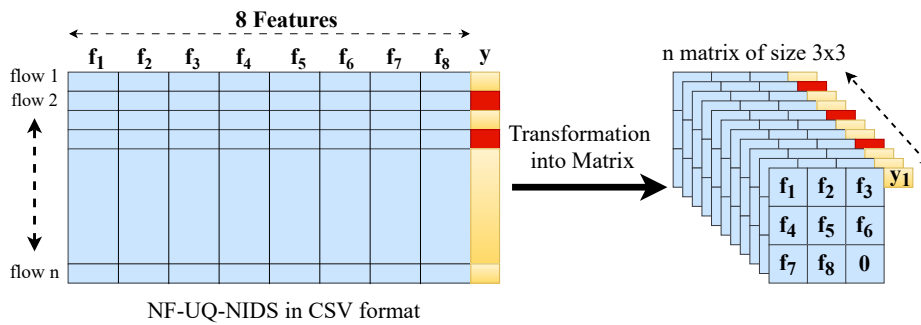 8 Features
f1 f2 f3 f4 f5 f6 f7 f8 y
flow 1
flow 2
flow n
NF-UQ-NIDS in CSV format
Transformation
into Matrix
n matrix of size 3x3
y1
f1 f2 f3
f4 f5 f6
f7 f8 0